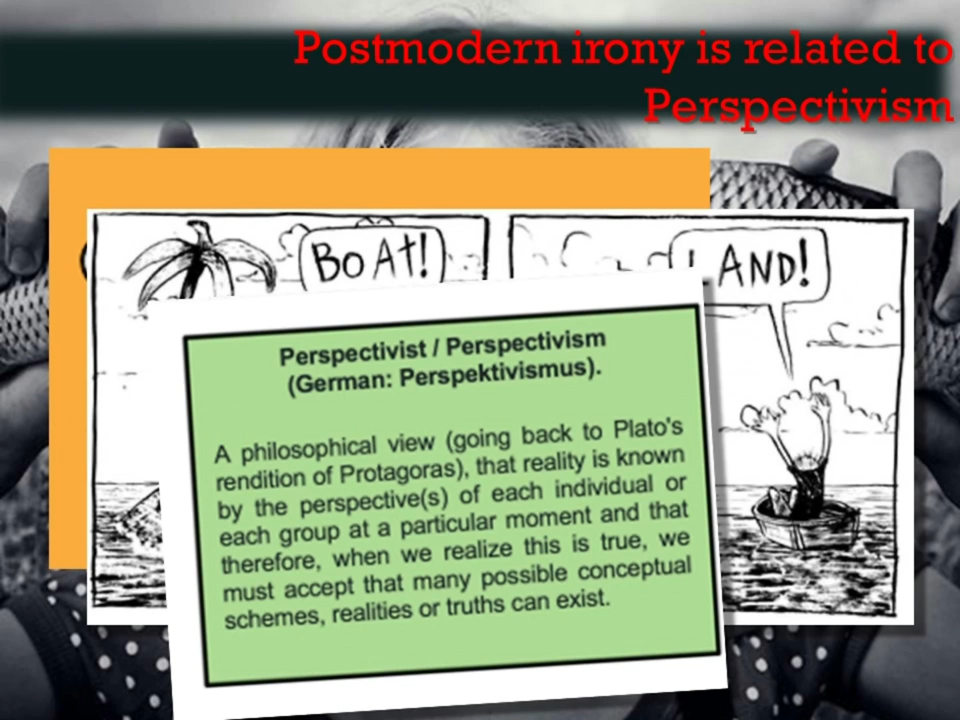 Postmodern irony is related to
Perspectivism
BOAt!
LAND!
Perspectivist / Perspectivism
(German: Perspektivismus).
A philosophical view (going back to Plato's
rendition of Protagoras), that reality is known
by the perspective(s) of each individual or
each group at a particular moment and that
therefore, when we realize this is true, we
must accept that many possible conceptual
schemes, realities or truths can exist.